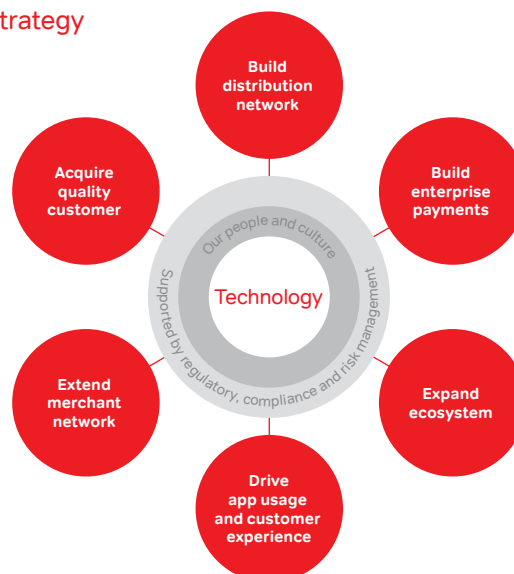 trategy
Build
distribution
network
Acquire
quality
customer
Build
enterprise
payments
Our people and culture
Technology
Supported by regulatory, compliance and risk management
Extend
merchant
network
Expand
ecosystem
Drive
app usage
and customer
experience